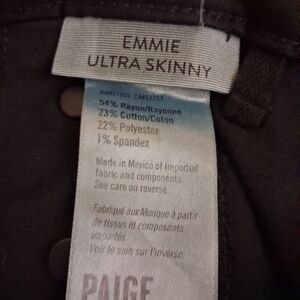 EMMIE
ULTRA SKINNY
54% Rayon/Rayonne
23% Cotton/Coton
22% Polyester
1% Spandex
Made in Mexico of imported
fabric and components.
See care on reverse.
Fabriqué aux Mexique à partir
de tissus et composants
importés.
Voir le soin sur l'inverse.
PAIGE